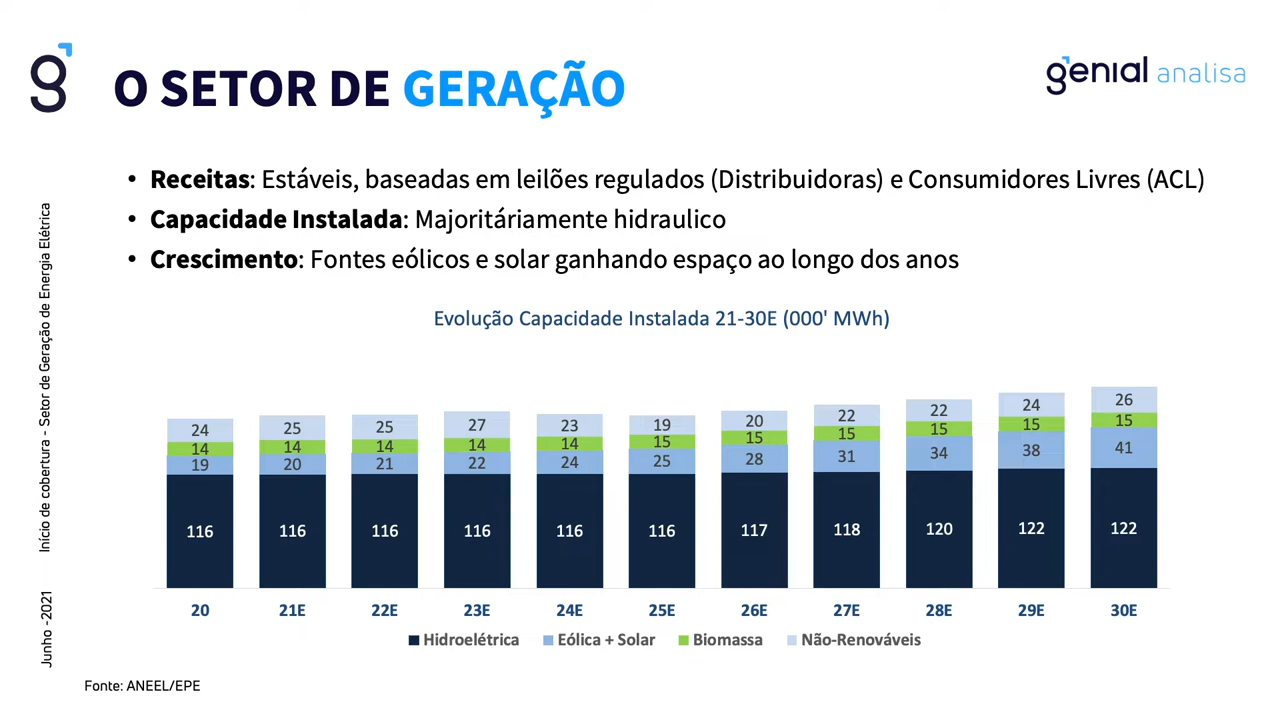 g
O SETOR DE GERAÇÃO
genial analisa
• Receitas: Estáveis, baseadas em leilões regulados (Distribuidoras) e Consumidores Livres (ACL)
• Capacidade Instalada: Majoritáriamente hidraulico
• Crescimento: Fontes eólicos e solar ganhando espaço ao longo dos anos
Junho -2021 Início de cobertura - Setor de Geração de Energia Elétrica
Evolução Capacidade Instalada 21-30E (000' MWh)
24 25 25 27 23 19 20 22 22 24 26
14 14 14 14 14 15 15 15 15 15 15
19 20 21 22 24 25 28 31 34 38 41
116 116 116 116 116 116 117 118 120 122 122
20 21E 22E 23E 24E 25E 26E 27E 28E 29E 30E
Hidroelétrica Eólica + Solar Biomassa Não-Renováveis
Fonte: ANEEL/EPE